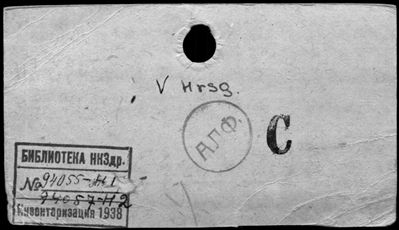 V Hrsg.
АЛФ.
C
БИБЛИОТЕКА НКЗдр.
№ 94055-Н1
94057-Н2
Инвентаризация 1938